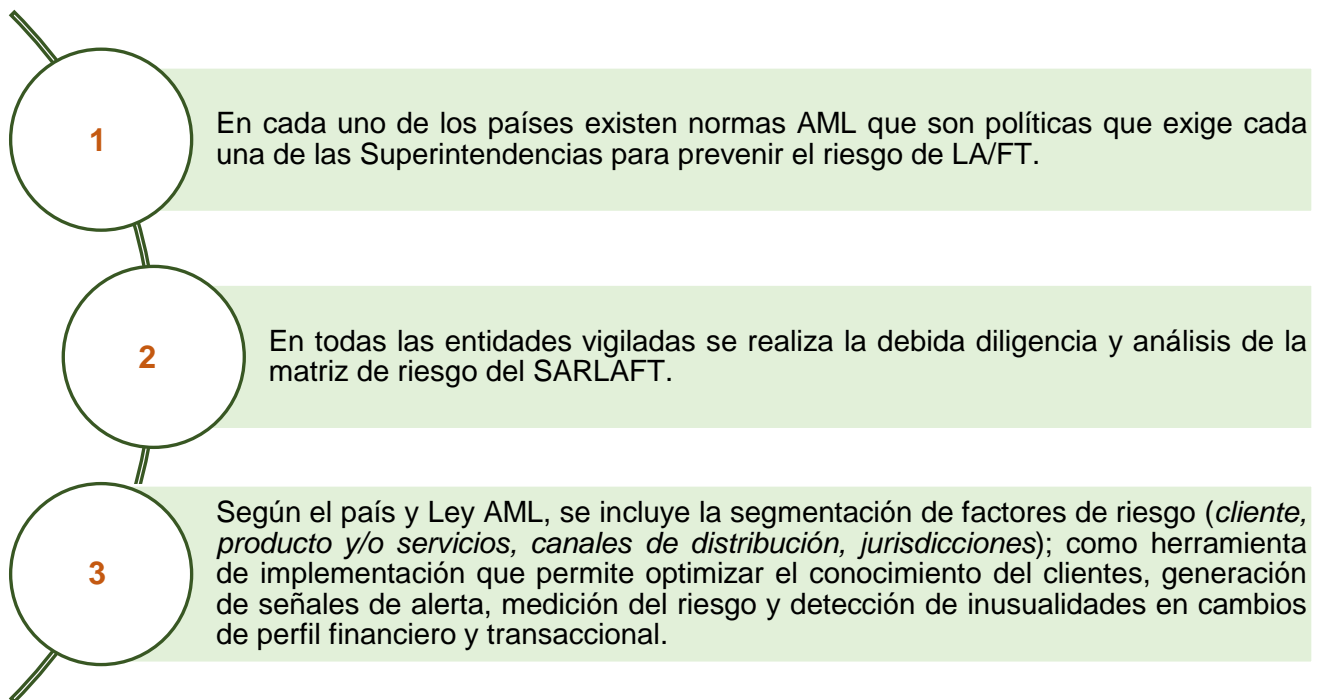 1
En cada uno de los países existen normas AML que son políticas que exige cada
una de las Superintendencias para prevenir el riesgo de LA/FT.
2
En todas las entidades vigiladas se realiza la debida diligencia y análisis de la
matriz de riesgo del SARLAFT.
3
Según el país y Ley AML, se incluye la segmentación de factores de riesgo (cliente,
producto y/o servicios, canales de distribución, jurisdicciones); como herramienta
de implementación que permite optimizar el conocimiento del clientes, generación
de señales de alerta, medición del riesgo y detección de inusualidades en cambios
de perfil financiero y transaccional.